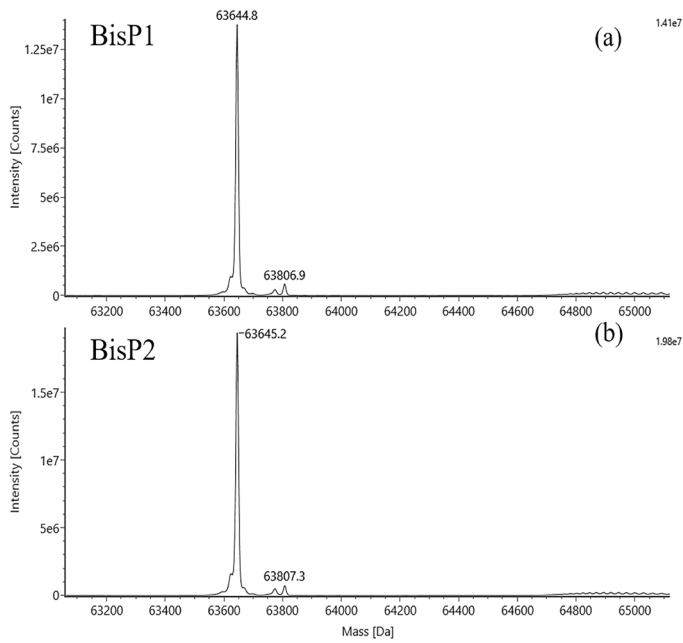 63644.8
BisP1
(a)
1.41e7
1.25e7
1e7
7.5e6
5e6
2.5e6
0
Intensity [Counts]
63806.9
63200 63400 63600 63800 64000 64200 64400 64600 64800 65000
BisP2
63645.2
(b)
1.98e7
1.5e7
1e7
5e6
0
Intensity [Counts]
63807.3
63200 63400 63600 63800 64000 64200 64400 64600 64800 65000
Mass [Da]